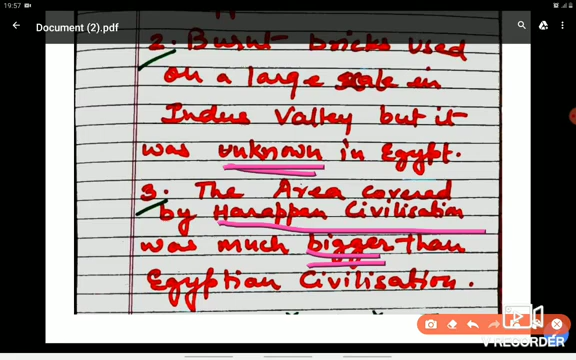 19:57
Document (2).pdf
2. Burnt bricks used
on a large scale in
Indus Valley but it
was unknown in Egypt.
3. The Area covered
by Harappan Civilisation
was much bigger than
Egyptian Civilisation.
V RECORDER